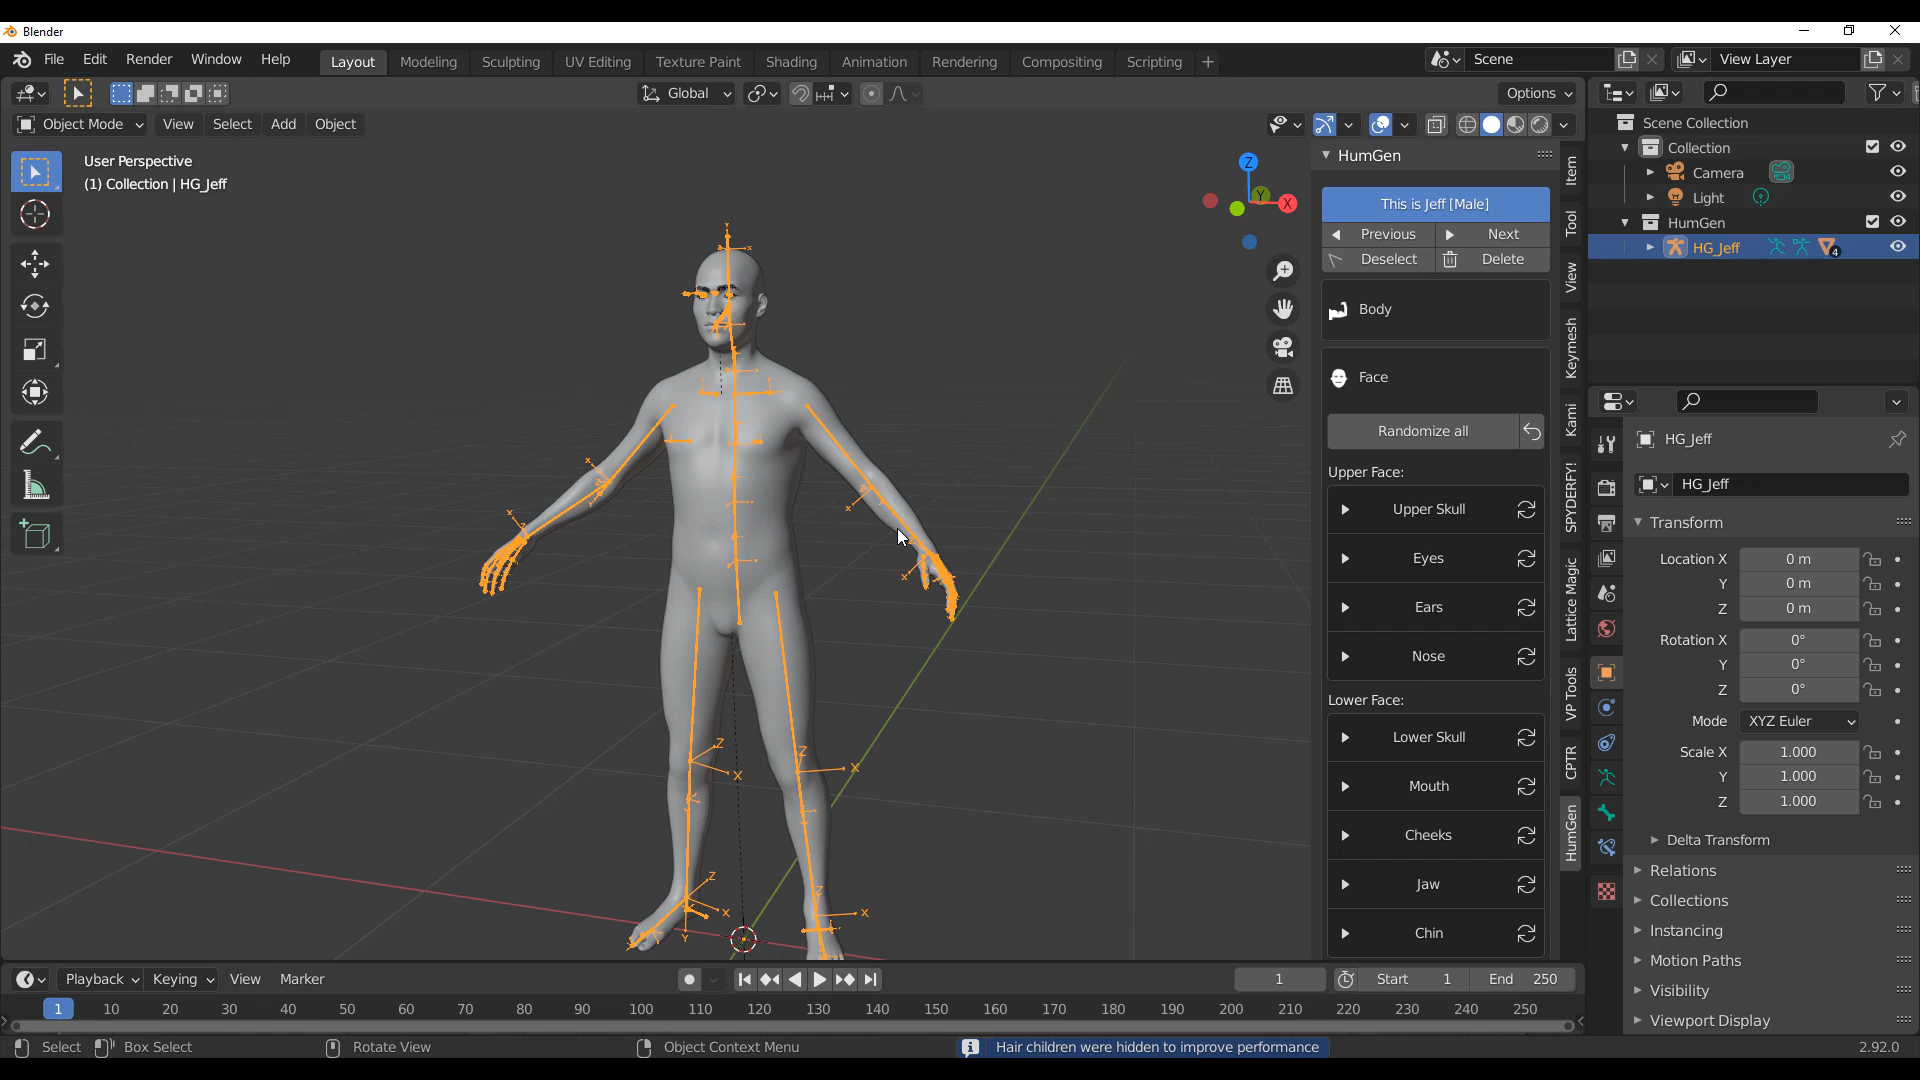 Blender
File Edit Render Window Help Layout Modeling Sculpting UV Editing Texture Paint Shading Animation Rendering Compositing Scripting + Scene View Layer
Global Options
Object Mode View Select Add Object
User Perspective
(1) Collection | HG_Jeff
Z
Y
X
HumGen
This is Jeff [Male]
Previous Next
Deselect Delete
Body
Face
Randomize all
Upper Face:
Upper Skull
Eyes
Ears
Nose
Lower Face:
Lower Skull
Mouth
Cheeks
Jaw
Chin
Item
Tool
View
Keymesh
Kami
SPYDERFY!
Lattice Magic
VP Tools
CPTR
HumGen
Scene Collection
Collection
Camera
Light
HumGen
HG_Jeff 4
HG_Jeff
HG_Jeff
Transform
Location X 0 m
Y 0 m
Z 0 m
Rotation X 0°
Y 0°
Z 0°
Mode XYZ Euler
Scale X 1.000
Y 1.000
Z 1.000
Delta Transform
Relations
Collections
Instancing
Motion Paths
Visibility
Viewport Display
Playback Keying View Marker 1 Start 1 End 250
1 10 20 30 40 50 60 70 80 90 100 110 120 130 140 150 160 170 180 190 200 210 220 230 240 250
Select Box Select Rotate View Object Context Menu Hair children were hidden to improve performance 2.92.0